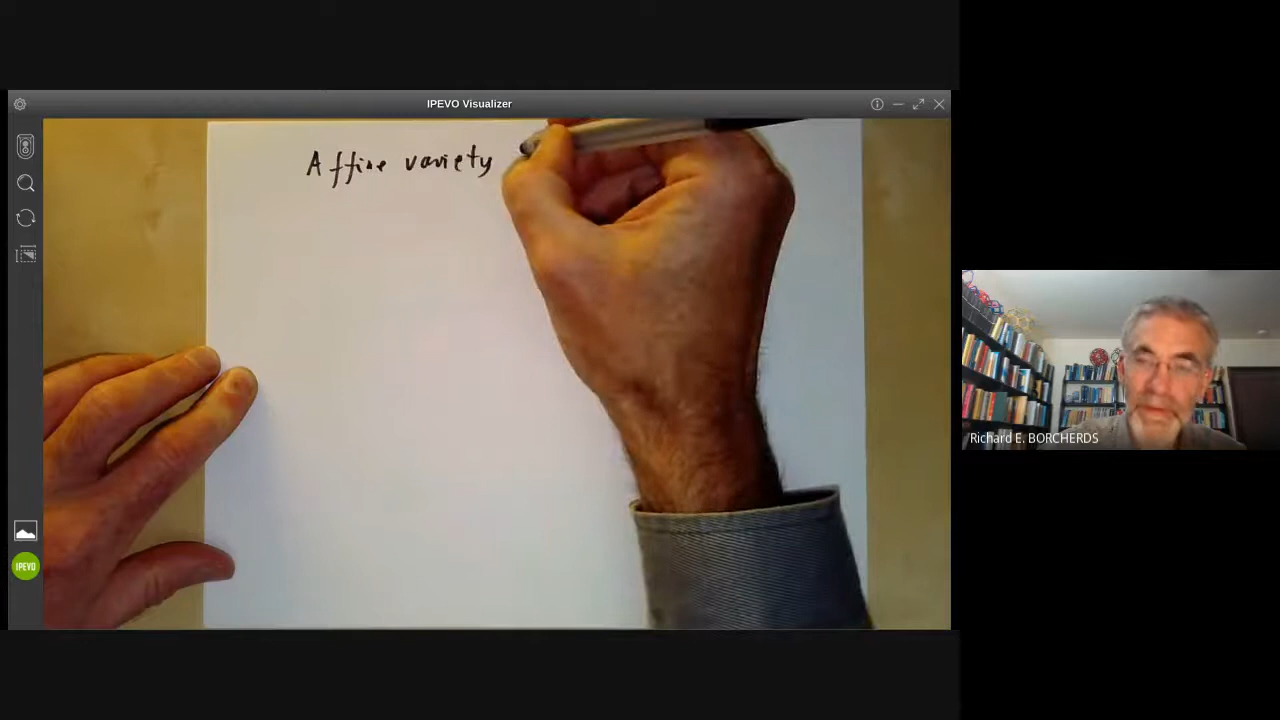 IPEVO Visualizer
Affine variety
IPEVO
Richard E. BORCHERDS